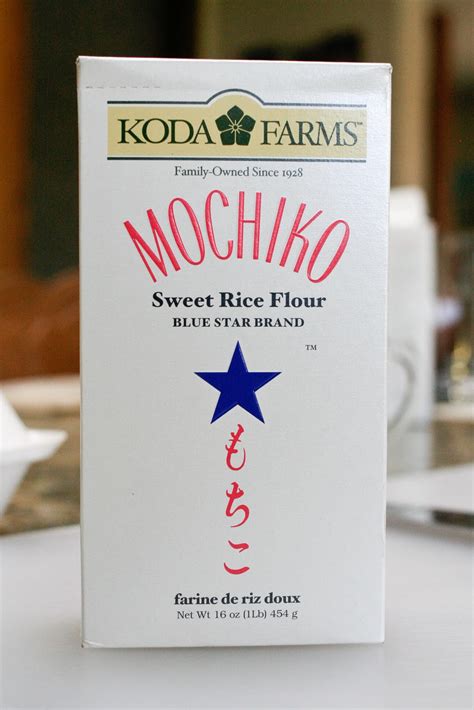 KODA FARMS™
Family-Owned Since 1928
MOCHIKO
Sweet Rice Flour
BLUE STAR BRAND
™
もちこ
farine de riz doux
Net Wt 16 oz (1Lb) 454 g